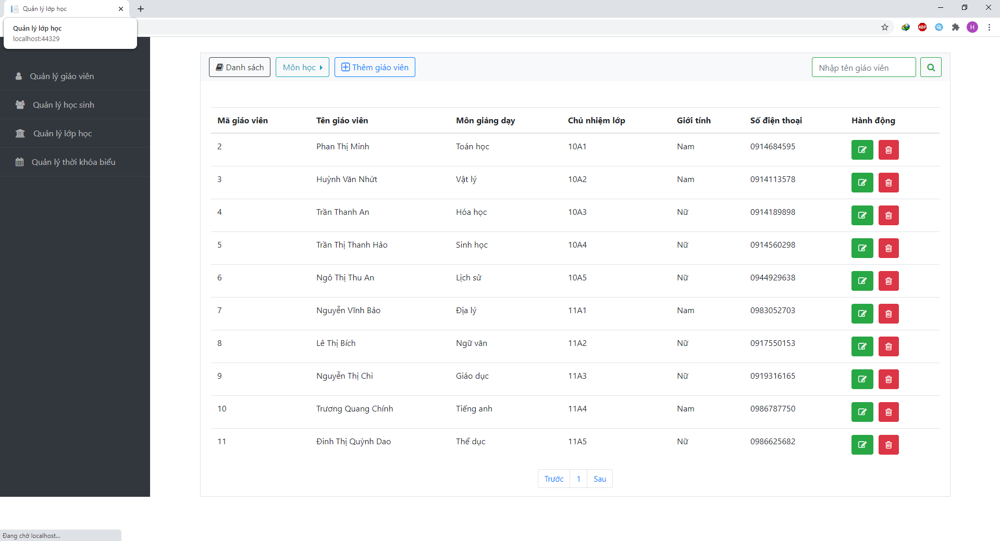 Quản lý lớp học
Quản lý lớp học
localhost:44329
ABP
H
Quản lý giáo viên
Quản lý học sinh
Quản lý lớp học
Quản lý thời khóa biểu
Danh sách Môn học Thêm giáo viên Nhập tên giáo viên
Mã giáo viên Tên giáo viên Môn giảng dạy Chủ nhiệm lớp Giới tính Số điện thoại Hành động
2 Phan Thị Minh Toán học 10A1 Nam 0914684595
3 Huỳnh Văn Nhứt Vật lý 10A2 Nam 0914113578
4 Trần Thanh An Hóa học 10A3 Nữ 0914189898
5 Trần Thị Thanh Hảo Sinh học 10A4 Nữ 0914560298
6 Ngô Thị Thu An Lịch sử 10A5 Nữ 0944929638
7 Nguyễn Vĩnh Bảo Địa lý 11A1 Nam 0983052703
8 Lê Thị Bích Ngữ văn 11A2 Nữ 0917550153
9 Nguyễn Thị Chi Giáo dục 11A3 Nữ 0919316165
10 Trương Quang Chính Tiếng anh 11A4 Nam 0986787750
11 Đinh Thị Quỳnh Dao Thể dục 11A5 Nữ 0986625682
Trước 1 Sau
Đang chờ localhost...